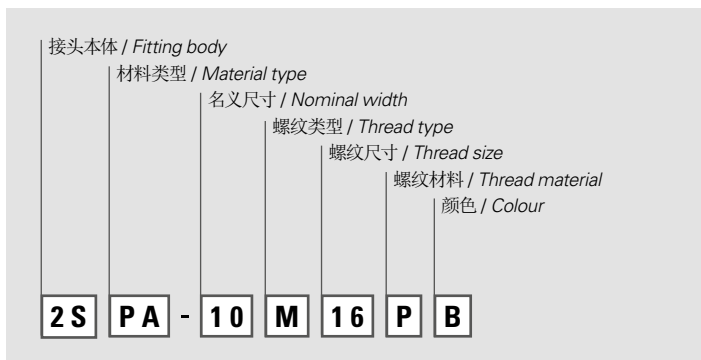 接头本体 / Fitting body
材料类型 / Material type
名义尺寸 / Nominal width
螺纹类型 / Thread type
螺纹尺寸 / Thread size
螺纹材料 / Thread material
颜色 / Colour
2S PA - 10 M 16 P B